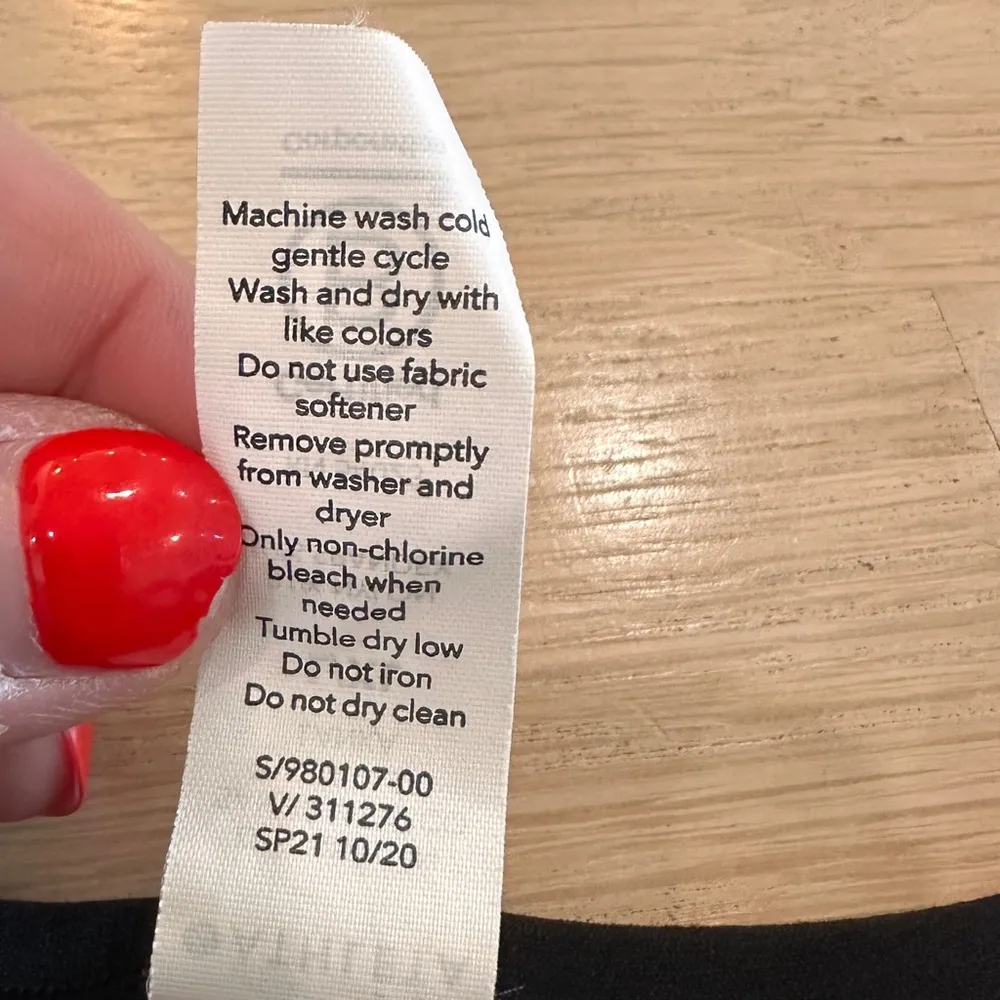 Machine wash cold
gentle cycle
Wash and dry with
like colors
Do not use fabric
softener
Remove promptly
from washer and
dryer
Only non-chlorine
bleach when
needed
Tumble dry low
Do not iron
Do not dry clean
S/980107-00
V/ 311276
SP21 10/20